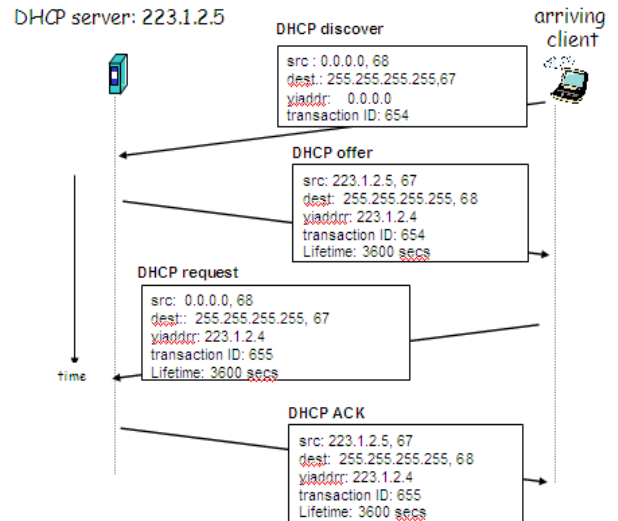 DHCP server: 223.1.2.5
arriving
client
DHCP discover
src : 0.0.0.0, 68
dest.: 255.255.255.255,67
yiaddr: 0.0.0.0
transaction ID: 654
DHCP offer
src: 223.1.2.5, 67
dest: 255.255.255.255, 68
yiaddrr: 223.1.2.4
transaction ID: 654
Lifetime: 3600 secs
DHCP request
src: 0.0.0.0, 68
dest:: 255.255.255.255, 67
yiaddrr: 223.1.2.4
transaction ID: 655
Lifetime: 3600 secs
time
DHCP ACK
src: 223.1.2.5, 67
dest: 255.255.255.255, 68
yiaddrr: 223.1.2.4
transaction ID: 655
Lifetime: 3600 secs